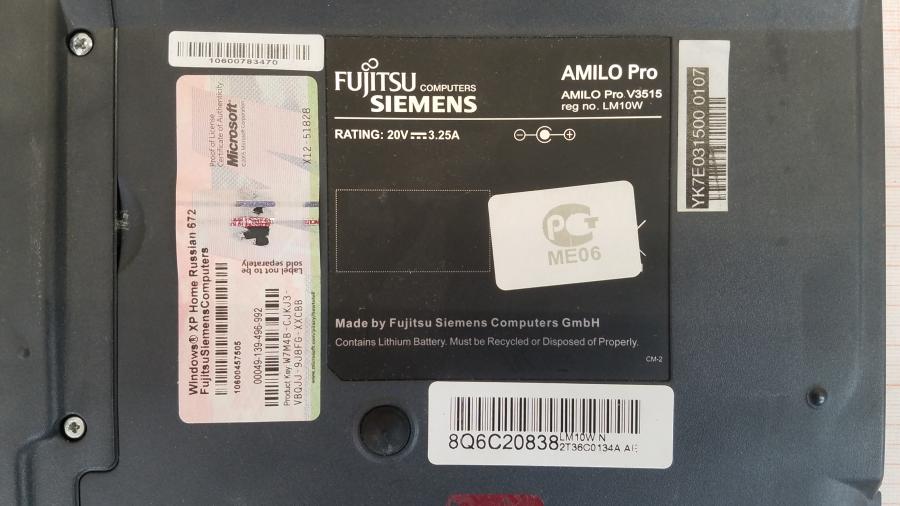 10600783470
Proof of License
Certificate of Authenticity
Microsoft®
X12-51828
Label not to be
sold separately
Windows® XP Home Russian 672
FujitsuSiemensComputers
10600457505
00049-139-496-992
Product Key:W7M4B-CJKJ3-
VBQJJ-9J8FG-XXCBB
FUJITSU COMPUTERS
SIEMENS
AMILO Pro
AMILO Pro V3515
reg no. LM10W
RATING: 20V 3.25A
РСТ
ME06
Made by Fujitsu Siemens Computers GmbH
Contains Lithium Battery. Must be Recycled or Disposed of Properly.
CM-2
YK7E031500 0107
8Q6C20838
LM10W N
2T36C0134A